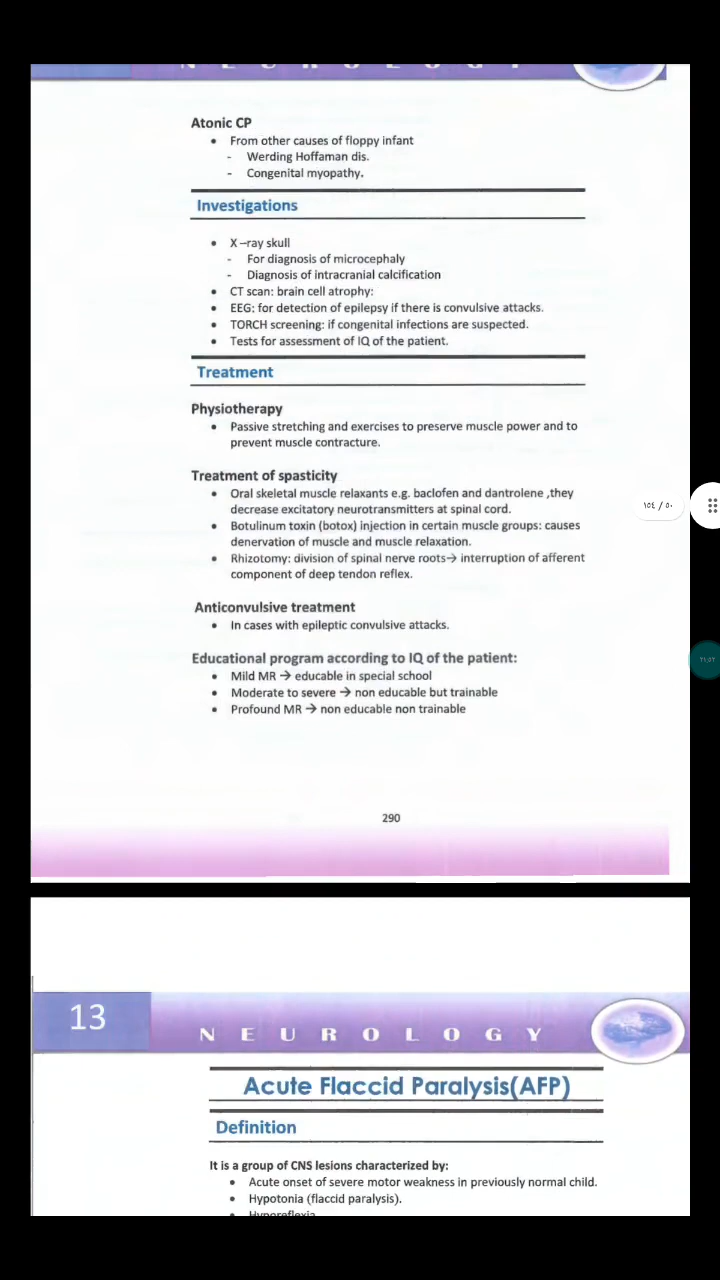 NEUROLOGY
Atonic CP
• From other causes of floppy infant
- Werding Hoffaman dis.
- Congenital myopathy.
Investigations
• X –ray skull
- For diagnosis of microcephaly
- Diagnosis of intracranial calcification
• CT scan: brain cell atrophy:
• EEG: for detection of epilepsy if there is convulsive attacks.
• TORCH screening: if congenital infections are suspected.
• Tests for assessment of IQ of the patient.
Treatment
Physiotherapy
• Passive stretching and exercises to preserve muscle power and to
prevent muscle contracture.
Treatment of spasticity
• Oral skeletal muscle relaxants e.g. baclofen and dantrolene ,they
decrease excitatory neurotransmitters at spinal cord.
• Botulinum toxin (botox) injection in certain muscle groups: causes
denervation of muscle and muscle relaxation.
• Rhizotomy: division of spinal nerve roots→ interruption of afferent
component of deep tendon reflex.
Anticonvulsive treatment
• In cases with epileptic convulsive attacks.
Educational program according to IQ of the patient:
• Mild MR → educable in special school
• Moderate to severe → non educable but trainable
• Profound MR → non educable non trainable
290
١٥٤ / ٥٠
13
NEUROLOGY
Acute Flaccid Paralysis(AFP)
Definition
It is a group of CNS lesions characterized by:
• Acute onset of severe motor weakness in previously normal child.
• Hypotonia (flaccid paralysis).
• Hyporeflexia